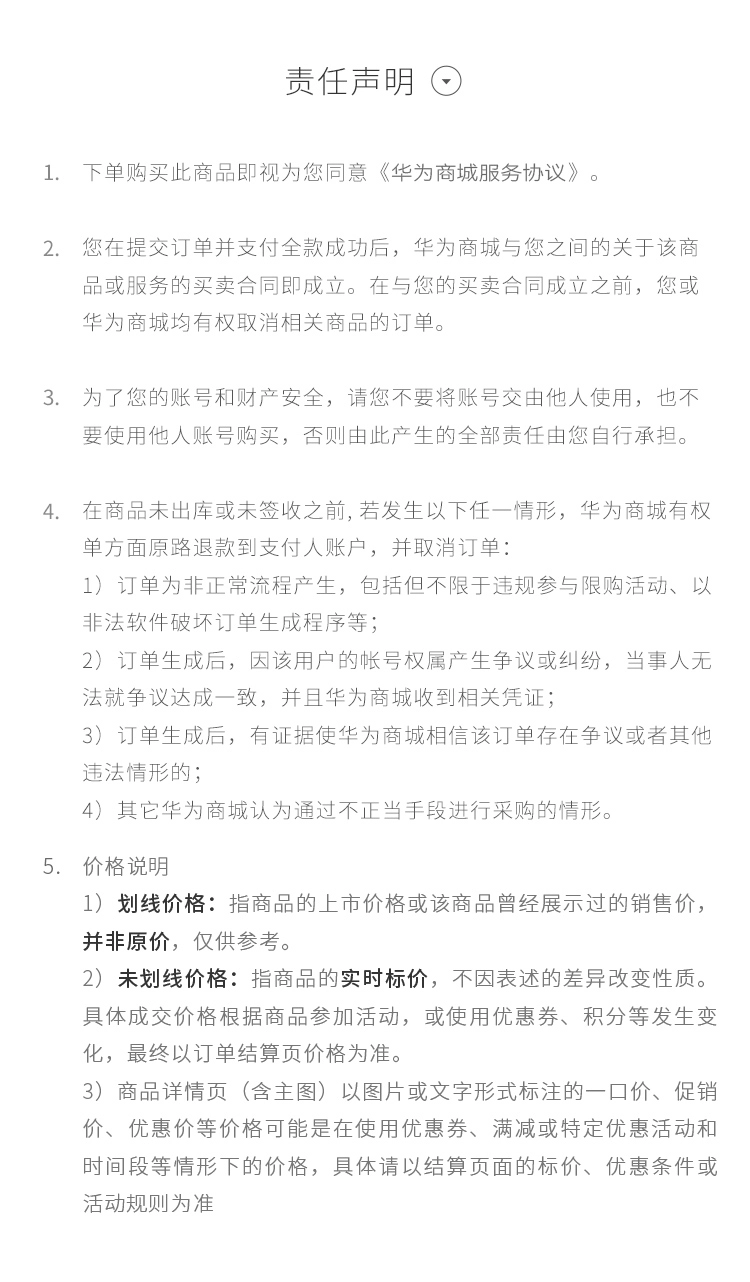 责任声明
1. 下单购买此商品即视为您同意《华为商城服务协议》。
2. 您在提交订单并支付全款成功后，华为商城与您之间的关于该商
品或服务的买卖合同即成立。在与您的买卖合同成立之前，您或
华为商城均有权取消相关商品的订单。
3. 为了您的账号和财产安全，请您不要将账号交由他人使用，也不
要使用他人账号购买，否则由此产生的全部责任由您自行承担。
4. 在商品未出库或未签收之前, 若发生以下任一情形，华为商城有权
单方面原路退款到支付人账户，并取消订单：
1）订单为非正常流程产生，包括但不限于违规参与限购活动、以
非法软件破坏订单生成程序等；
2）订单生成后，因该用户的帐号权属产生争议或纠纷，当事人无
法就争议达成一致，并且华为商城收到相关凭证；
3）订单生成后，有证据使华为商城相信该订单存在争议或者其他
违法情形的；
4）其它华为商城认为通过不正当手段进行采购的情形。
5. 价格说明
1）划线价格：指商品的上市价格或该商品曾经展示过的销售价，
并非原价，仅供参考。
2）未划线价格：指商品的实时标价，不因表述的差异改变性质。
具体成交价格根据商品参加活动，或使用优惠券、积分等发生变
化，最终以订单结算页价格为准。
3）商品详情页（含主图）以图片或文字形式标注的一口价、促销
价、优惠价等价格可能是在使用优惠券、满减或特定优惠活动和
时间段等情形下的价格，具体请以结算页面的标价、优惠条件或
活动规则为准